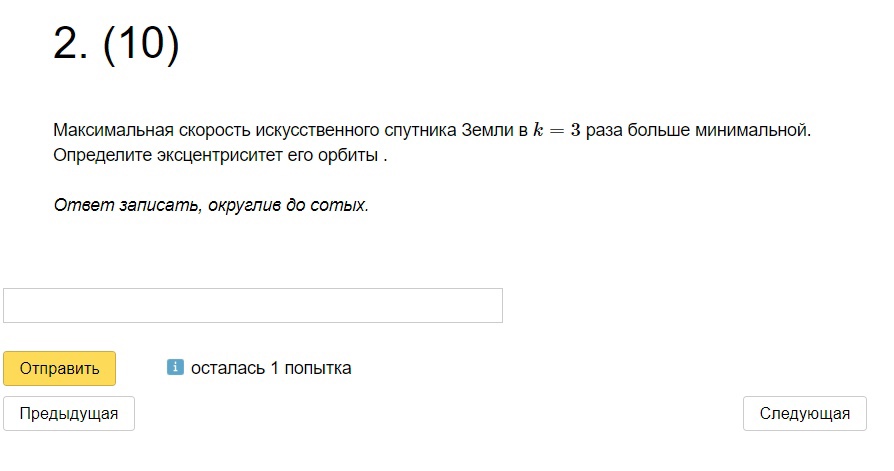 2. (10)
Максимальная скорость искусственного спутника Земли в k = 3 раза больше минимальной.
Определите эксцентриситет его орбиты .
Ответ записать, округлив до сотых.
Отправить
i осталась 1 попытка
Предыдущая
Следующая